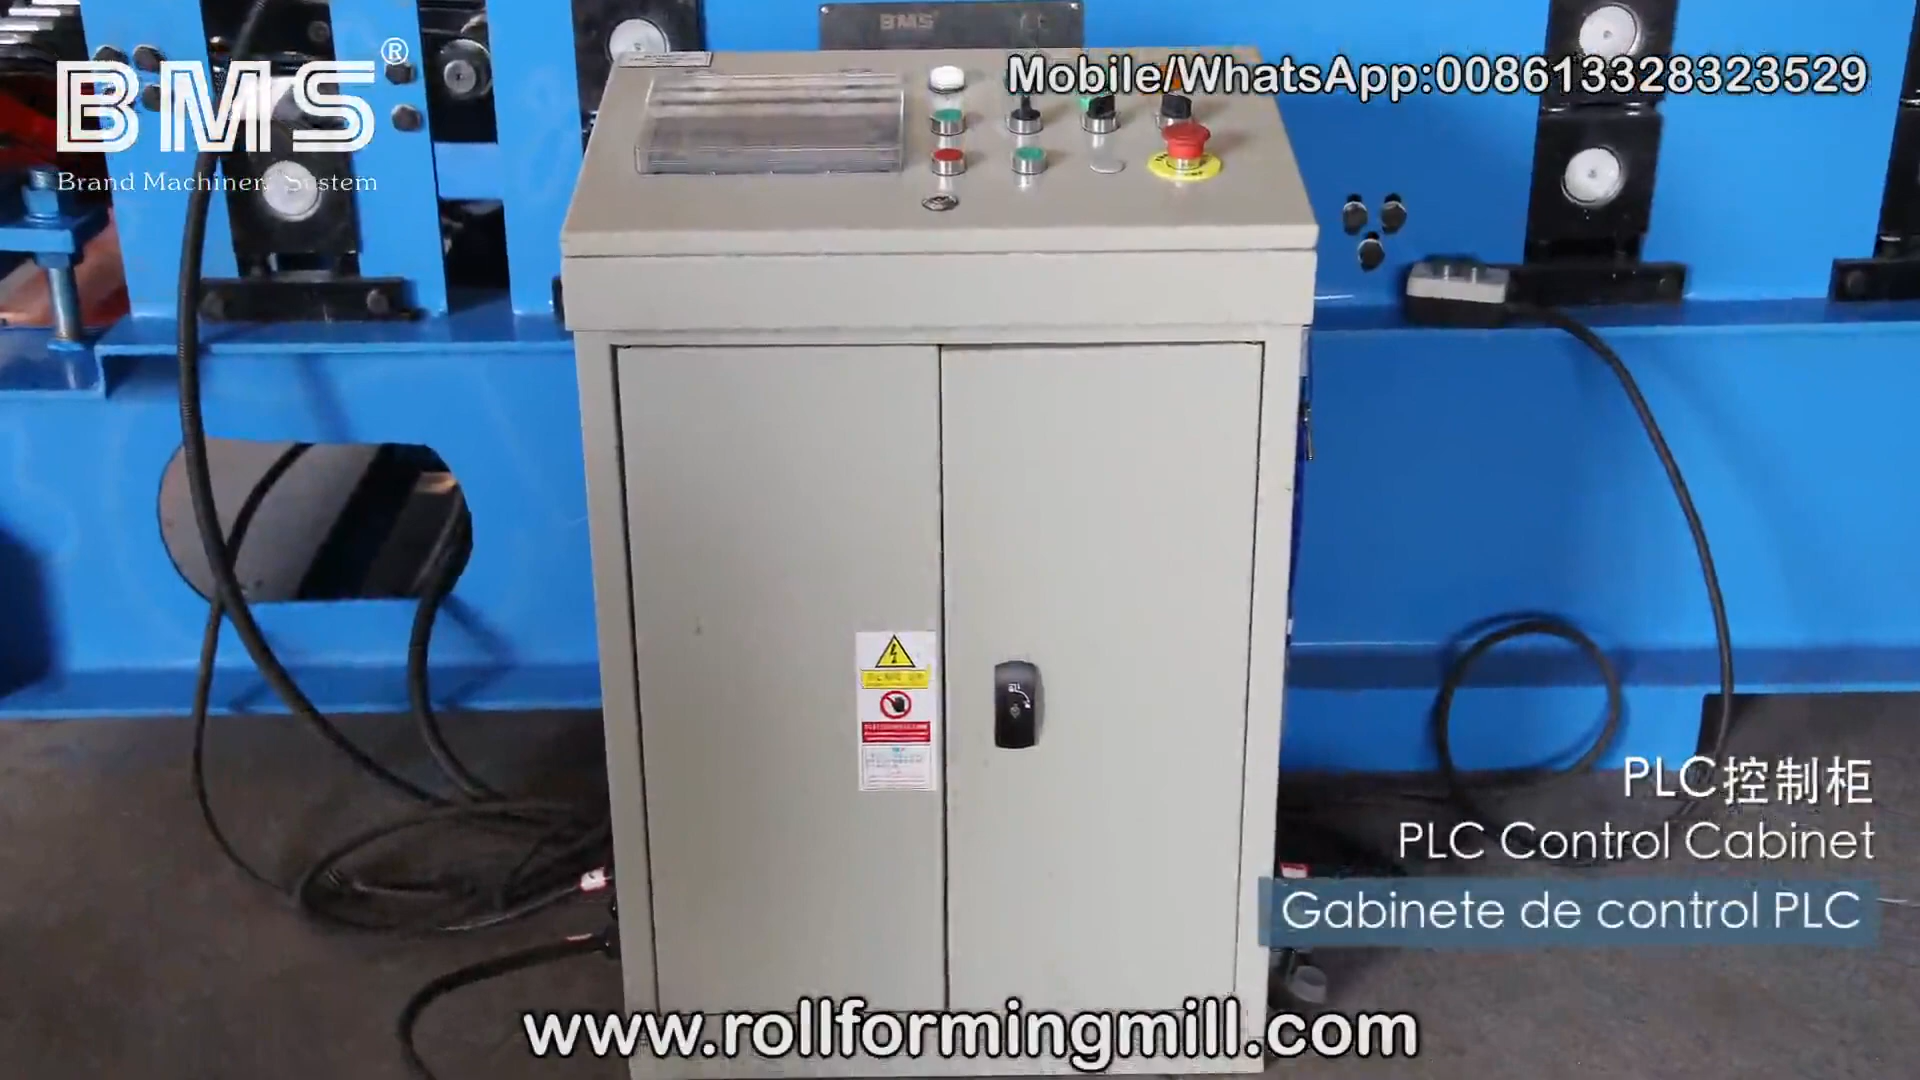 BMS
BMS®
Brand Machinery System
Mobile/WhatsApp:008613328323529
PLC控制柜
PLC Control Cabinet
Gabinete de control PLC
www.rollformingmill.com